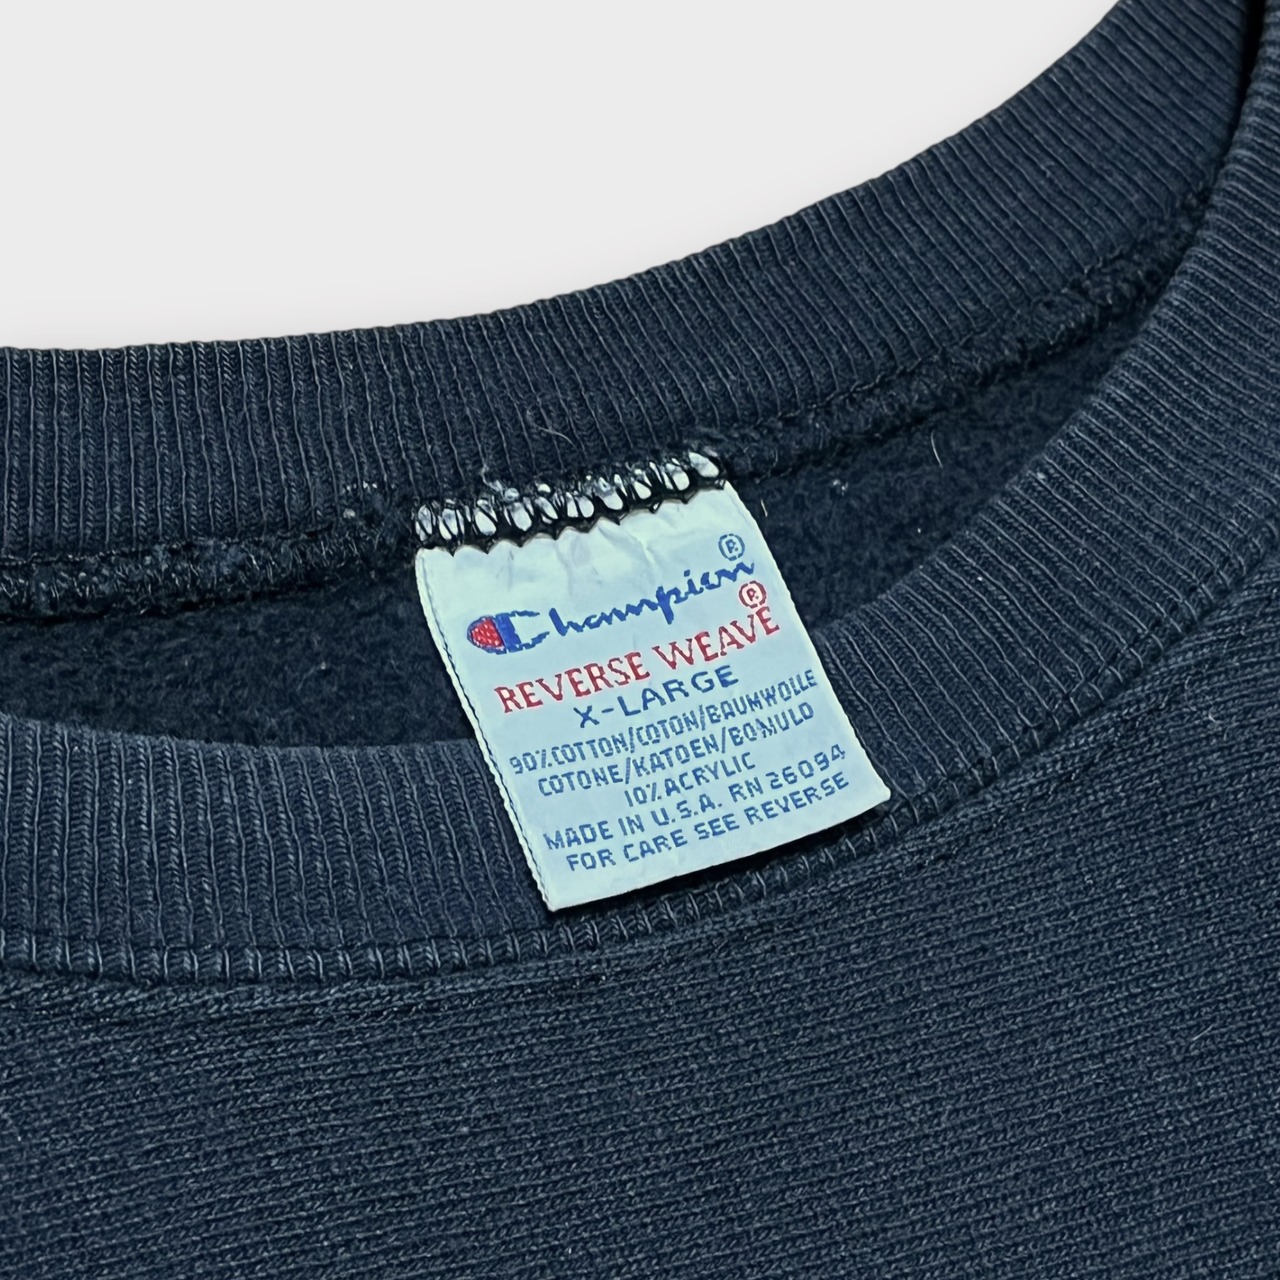 Champion®
REVERSE WEAVE®
X-LARGE
90% COTTON/COTON/BAUMWOLLE
COTONE/KATOEN/BOMULD
10% ACRYLIC
MADE IN U.S.A. RN 26094
FOR CARE SEE REVERSE